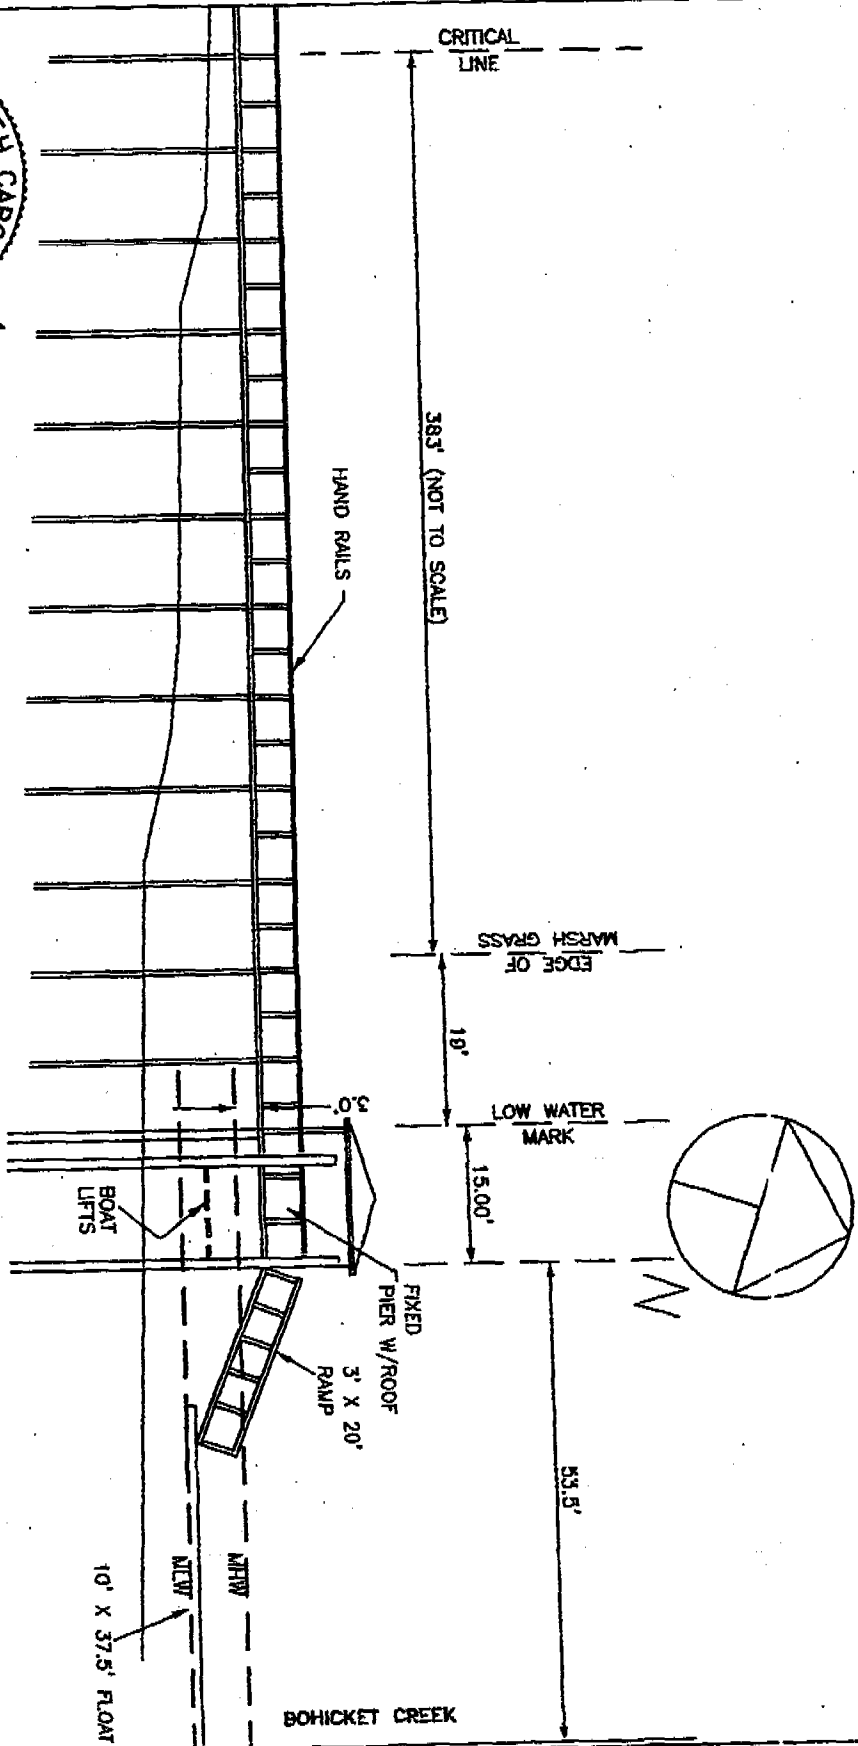 CRITICAL
LINE
383' (NOT TO SCALE)
HAND RAILS
EDGE OF
MARSH GRASS
LOW WATER
MARK
3.0'
15.00'
BOAT
LIFTS
FIXED
PIER W/ROOF
3' X 20'
RAMP
N
53.5'
MHW
MLW
10' X 37.5' FLOAT
BOHICKET CREEK